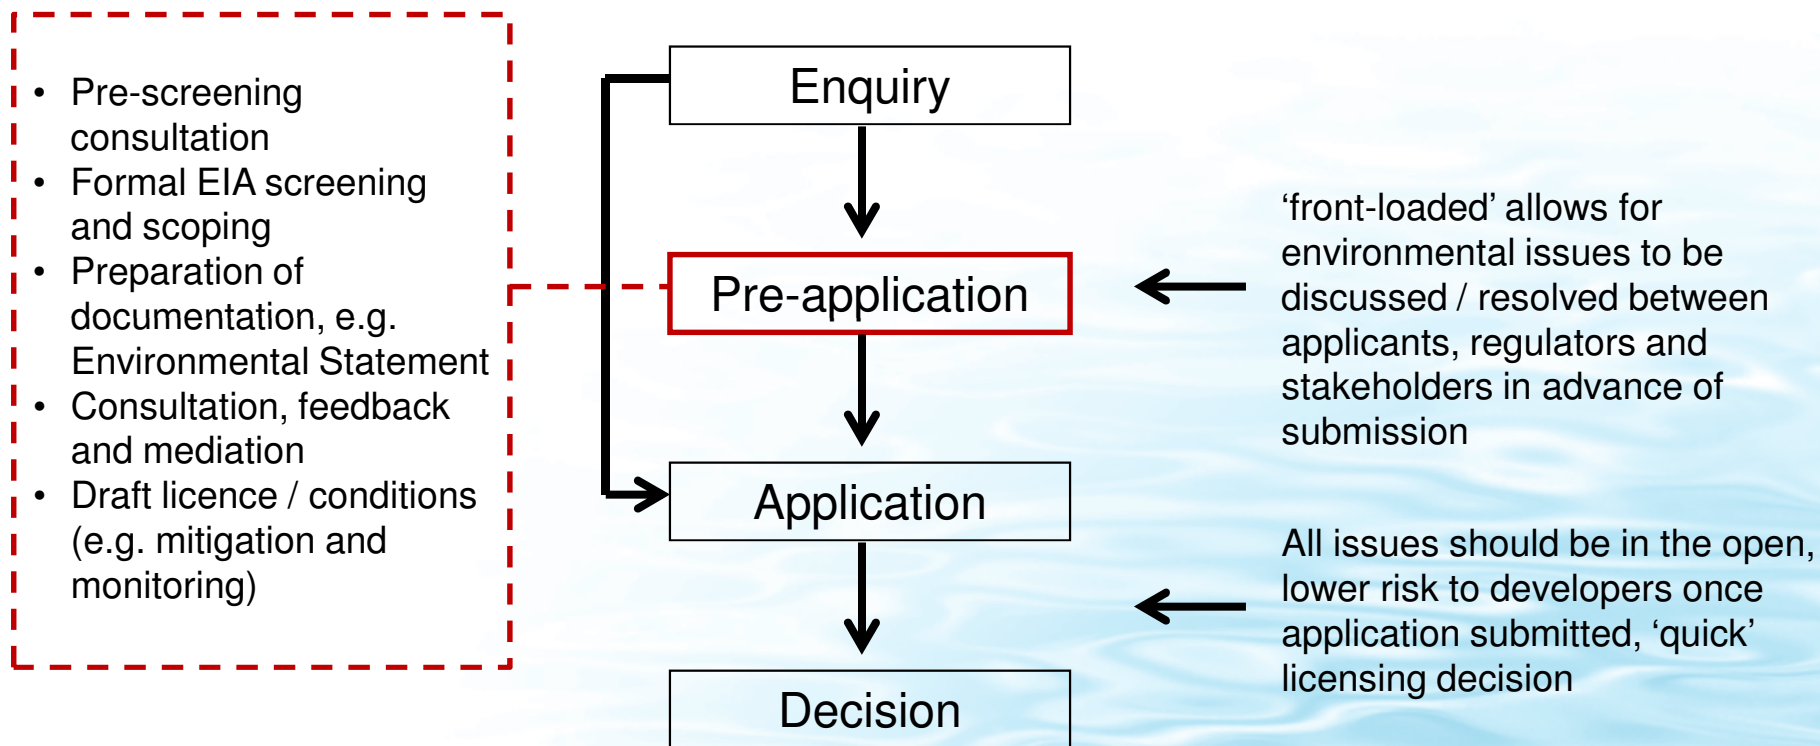 • Pre-screening
consultation
• Formal EIA screening
and scoping
• Preparation of
documentation, e.g.
Environmental Statement
• Consultation, feedback
and mediation
• Draft licence / conditions
(e.g. mitigation and
monitoring)
Enquiry
Pre-application
Application
Decision
‘front-loaded’ allows for
environmental issues to be
discussed / resolved between
applicants, regulators and
stakeholders in advance of
submission
All issues should be in the open,
lower risk to developers once
application submitted, ‘quick’
licensing decision